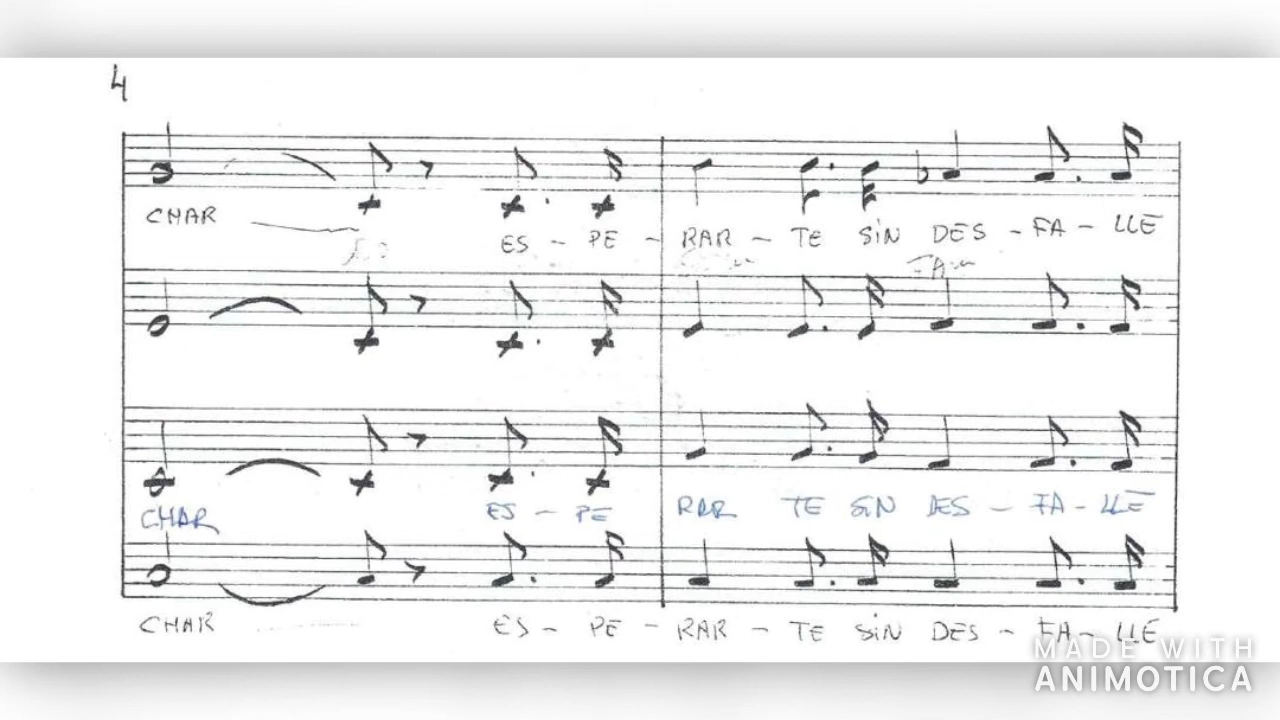 4
CHAR ES - PE - RAR - TE SIN DES - FA - LLE
FAm
CHAR ES - PE RAR TE SIN DES - FA - LLE
CHAR ES - PE - RAR - TE SIN DES - FA - LLE
MADE WITH
ANIMOTICA